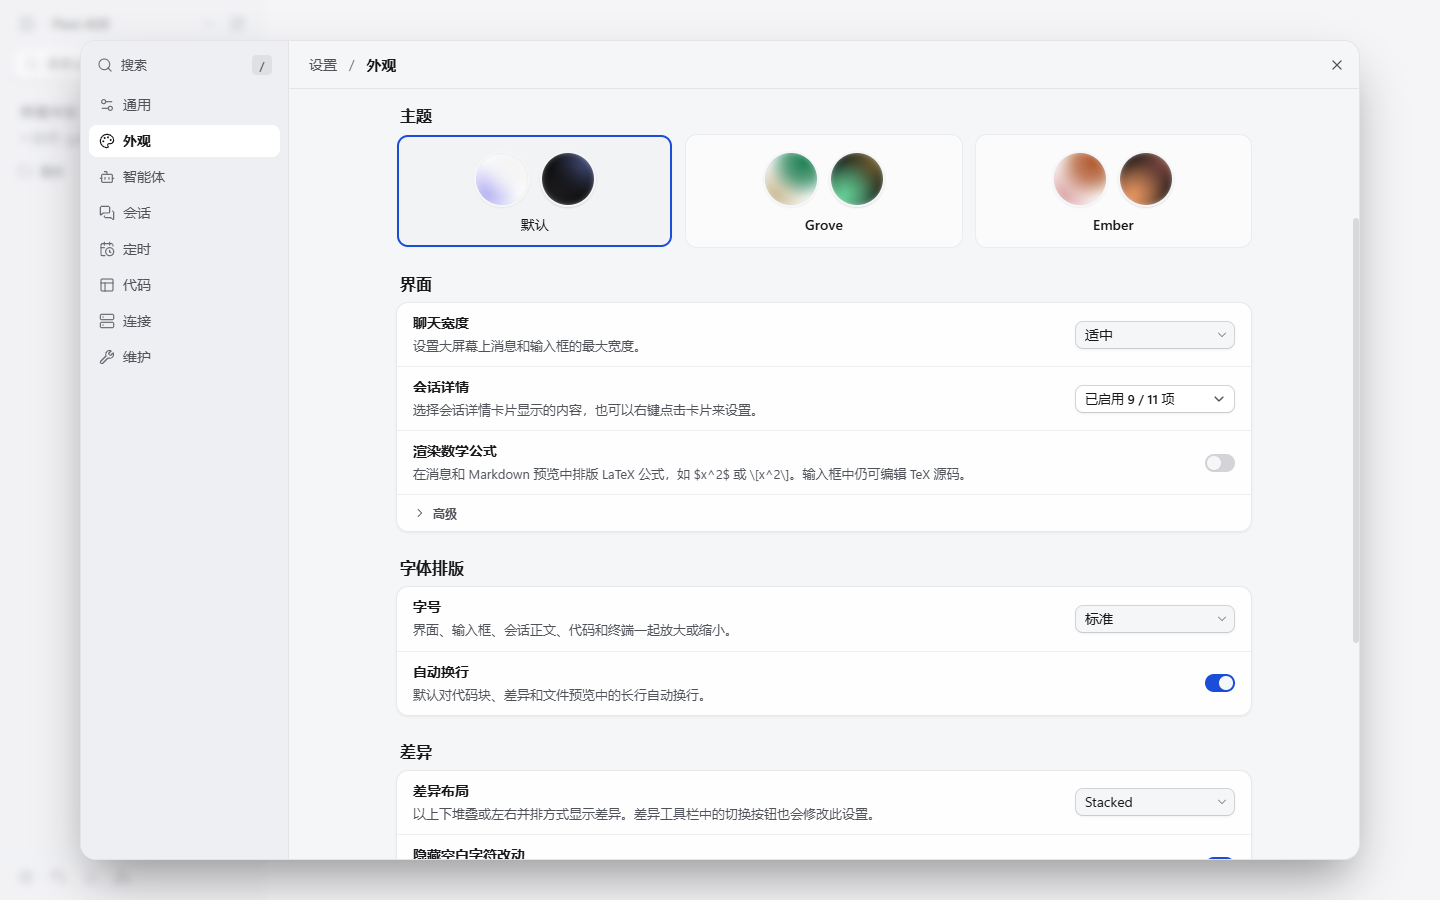 搜索
/
通用
外观
智能体
会话
定时
代码
连接
维护
设置 / 外观
主题
默认
Grove
Ember
界面
聊天宽度
设置大屏幕上消息和输入框的最大宽度。
适中
会话详情
选择会话详情卡片显示的内容，也可以右键点击卡片来设置。
已启用 9 / 11 项
渲染数学公式
在消息和 Markdown 预览中排版 LaTeX 公式，如 $x^2$ 或 \[x^2\]。输入框中仍可编辑 TeX 源码。
高级
字体排版
字号
界面、输入框、会话正文、代码和终端一起放大或缩小。
标准
自动换行
默认对代码块、差异和文件预览中的长行自动换行。
差异
差异布局
以上下堆叠或左右并排方式显示差异。差异工具栏中的切换按钮也会修改此设置。
Stacked
隐藏空白字符改动